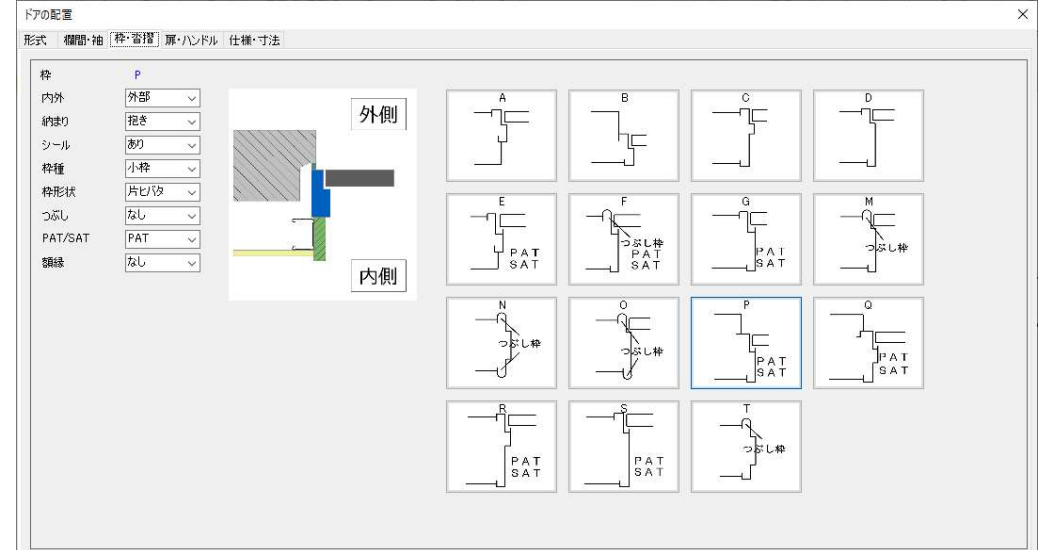 ドアの配置
形式 欄間・袖 枠・沓摺 扉・ハンドル 仕様・寸法
枠 P
内外 外部
納まり 抱き
シール あり
枠種 小枠
枠形状 片ヒバタ
つぶし なし
PAT/SAT PAT
額縁 なし
外側
内側
A
B
C
D
E
PAT
SAT
F
つぶし枠
PAT
SAT
G
PAT
SAT
M
つぶし枠
N
つぶし枠
O
つぶし枠
P
PAT
SAT
Q
PAT
SAT
R
PAT
SAT
S
PAT
SAT
T
つぶし枠